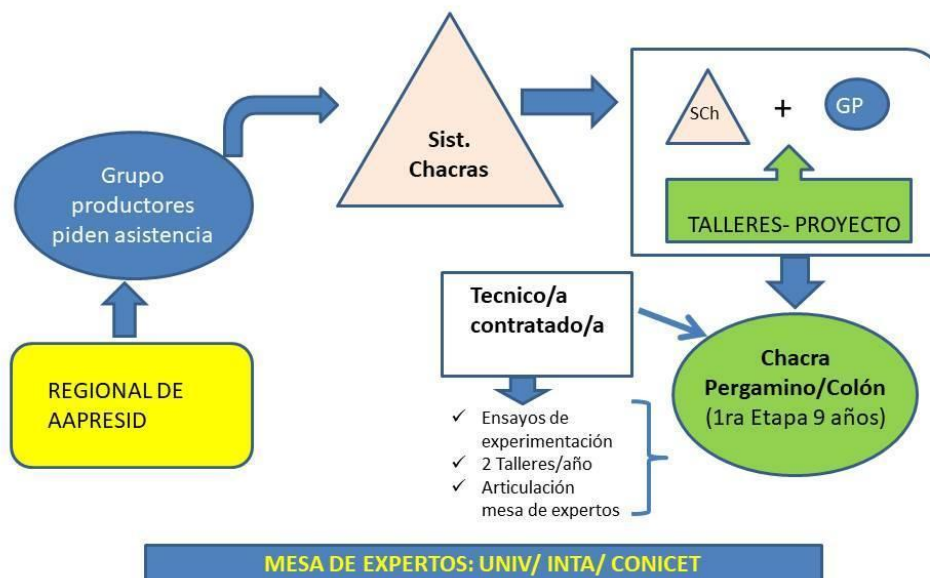 Grupo
productores
piden asistencia
REGIONAL DE
AAPRESID
Sist.
Chacras
SCh
+
GP
TALLERES- PROYECTO
Tecnico/a
contratado/a
✓ Ensayos de
experimentación
✓ 2 Talleres/año
✓ Articulación
mesa de expertos
Chacra
Pergamino/Colón
(1ra Etapa 9 años)
MESA DE EXPERTOS: UNIV/ INTA/ CONICET